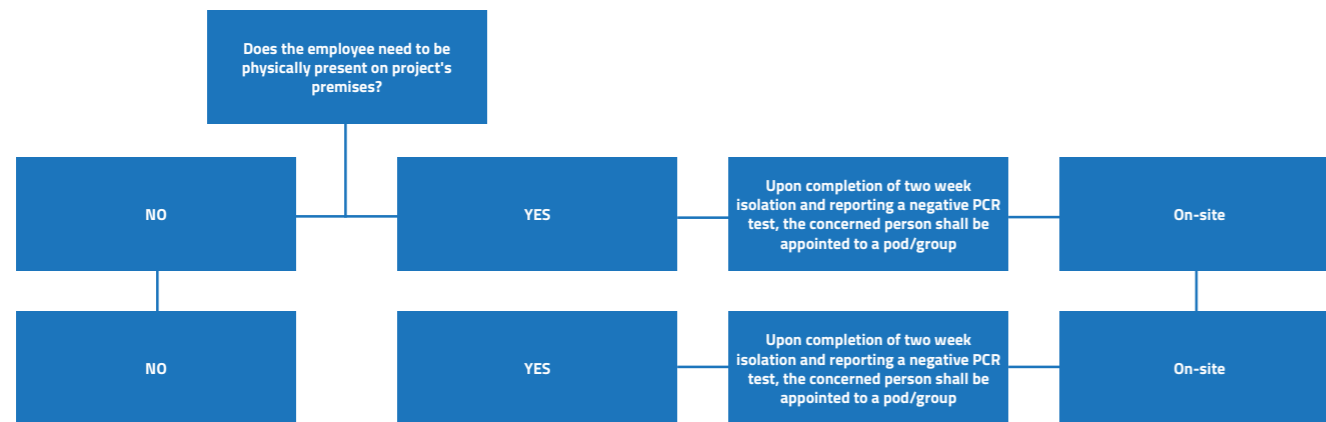 Does the employee need to be
physically present on project's
premises?
NO
YES
Upon completion of two week
isolation and reporting a negative PCR
test, the concerned person shall be
appointed to a pod/group
On-site
NO
YES
Upon completion of two week
isolation and reporting a negative PCR
test, the concerned person shall be
appointed to a pod/group
On-site